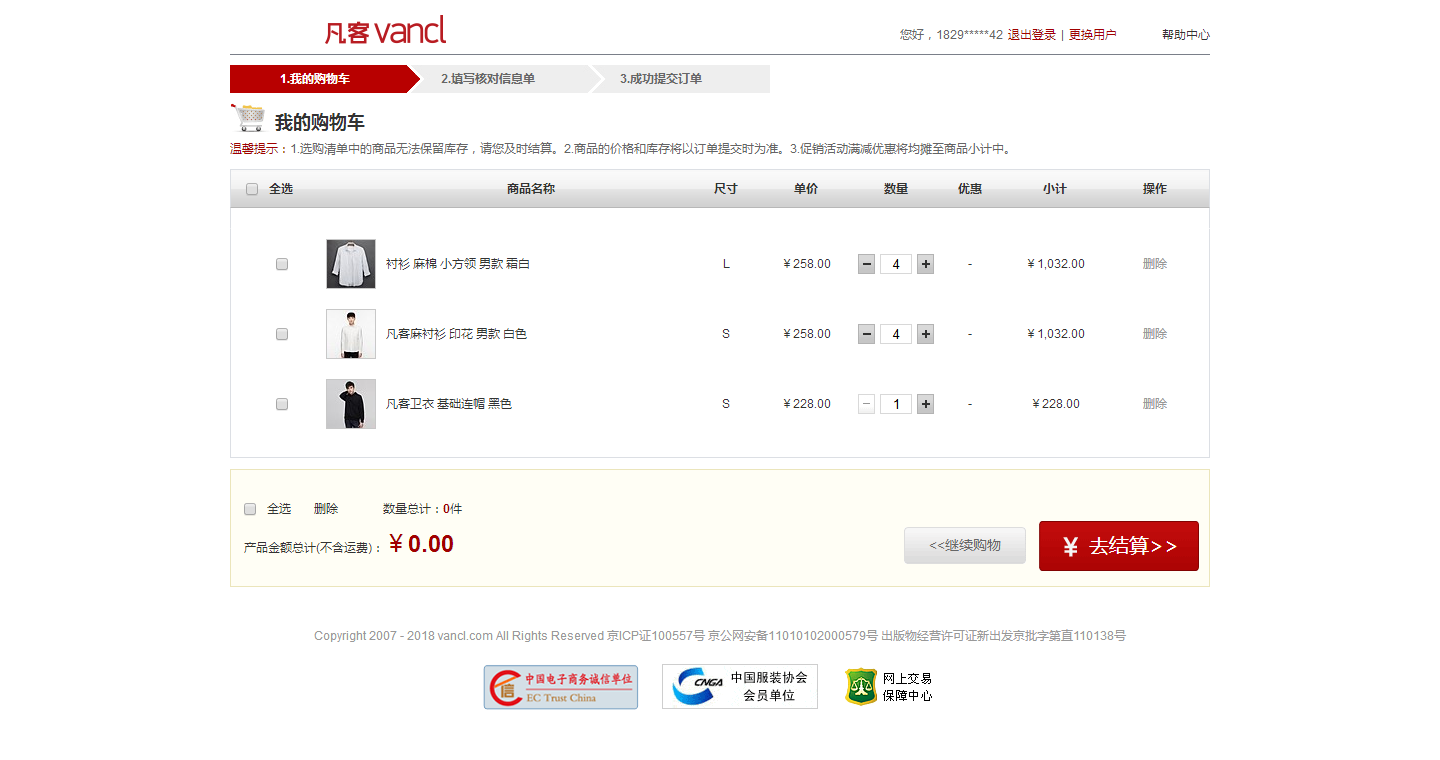 凡客 vancl
您好，1829*****42 退出登录 | 更换用户 帮助中心
1.我的购物车 2.填写核对信息单 3.成功提交订单
我的购物车
温馨提示：1.选购清单中的商品无法保留库存，请您及时结算。2.商品的价格和库存将以订单提交时为准。3.促销活动满减优惠将均摊至商品小计中。
全选 商品名称 尺寸 单价 数量 优惠 小计 操作
衬衫 麻棉 小方领 男款 霜白 L ￥258.00 4 - ￥1,032.00 删除
凡客麻衬衫 印花 男款 白色 S ￥258.00 4 - ￥1,032.00 删除
凡客卫衣 基础连帽 黑色 S ￥228.00 1 - ￥228.00 删除
全选 删除 数量总计：0件
产品金额总计(不含运费)： ￥0.00
<<继续购物 ￥ 去结算>>
Copyright 2007 - 2018 vancl.com All Rights Reserved 京ICP证100557号 京公网安备11010102000579号 出版物经营许可证新出发京批字第直110138号
信 中国电子商务诚信单位
EC Trust China
CNGA 中国服装协会
会员单位
网上交易
保障中心